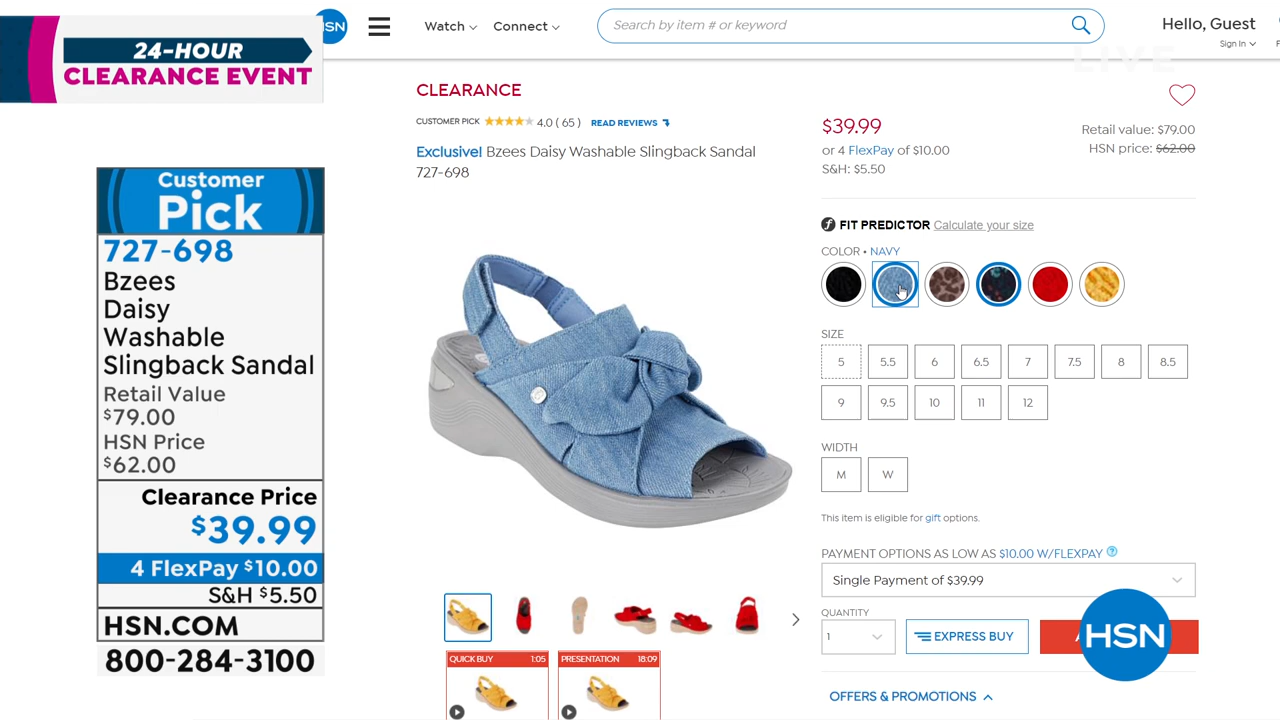 24-HOUR
CLEARANCE EVENT
HSN
Watch
Connect
Search by item # or keyword
Hello, Guest
Sign In
LIVE
CLEARANCE
CUSTOMER PICK 4.0 ( 65 ) READ REVIEWS
Exclusive! Bzees Daisy Washable Slingback Sandal
727-698
$39.99
or 4 FlexPay of $10.00
S&H: $5.50
Retail value: $79.00
HSN price: $62.00
FIT PREDICTOR Calculate your size
COLOR • NAVY
SIZE
5 5.5 6 6.5 7 7.5 8 8.5
9 9.5 10 11 12
WIDTH
M W
This item is eligible for gift options.
PAYMENT OPTIONS AS LOW AS $10.00 W/FLEXPAY ?
Single Payment of $39.99
QUANTITY
1
EXPRESS BUY
HSN
OFFERS & PROMOTIONS
QUICK BUY 1:05
PRESENTATION 18:09
Customer
Pick
727-698
Bzees
Daisy
Washable
Slingback Sandal
Retail Value
$79.00
HSN Price
$62.00
Clearance Price
$39.99
4 FlexPay $10.00
S&H $5.50
HSN.COM
800-284-3100